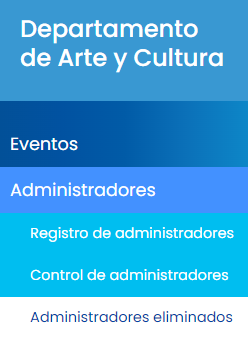 Departamento
de Arte y Cultura
Eventos
Administradores
Registro de administradores
Control de administradores
Administradores eliminados